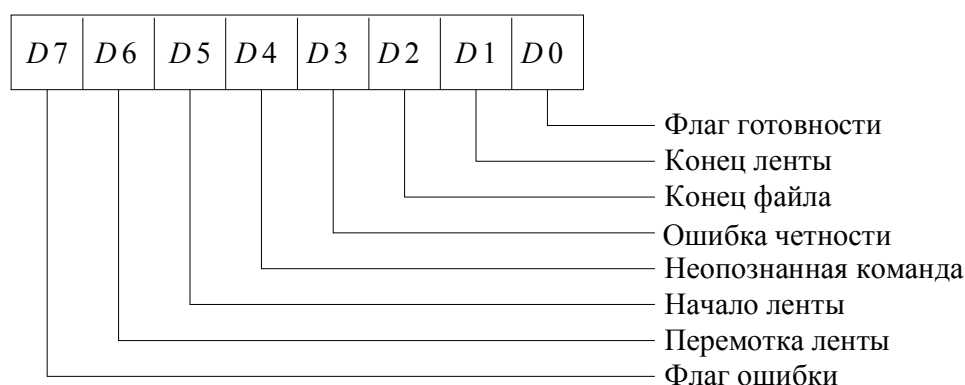 D7 D6 D5 D4 D3 D2 D1 D0
Флаг готовности
Конец ленты
Конец файла
Ошибка четности
Неопознанная команда
Начало ленты
Перемотка ленты
Флаг ошибки